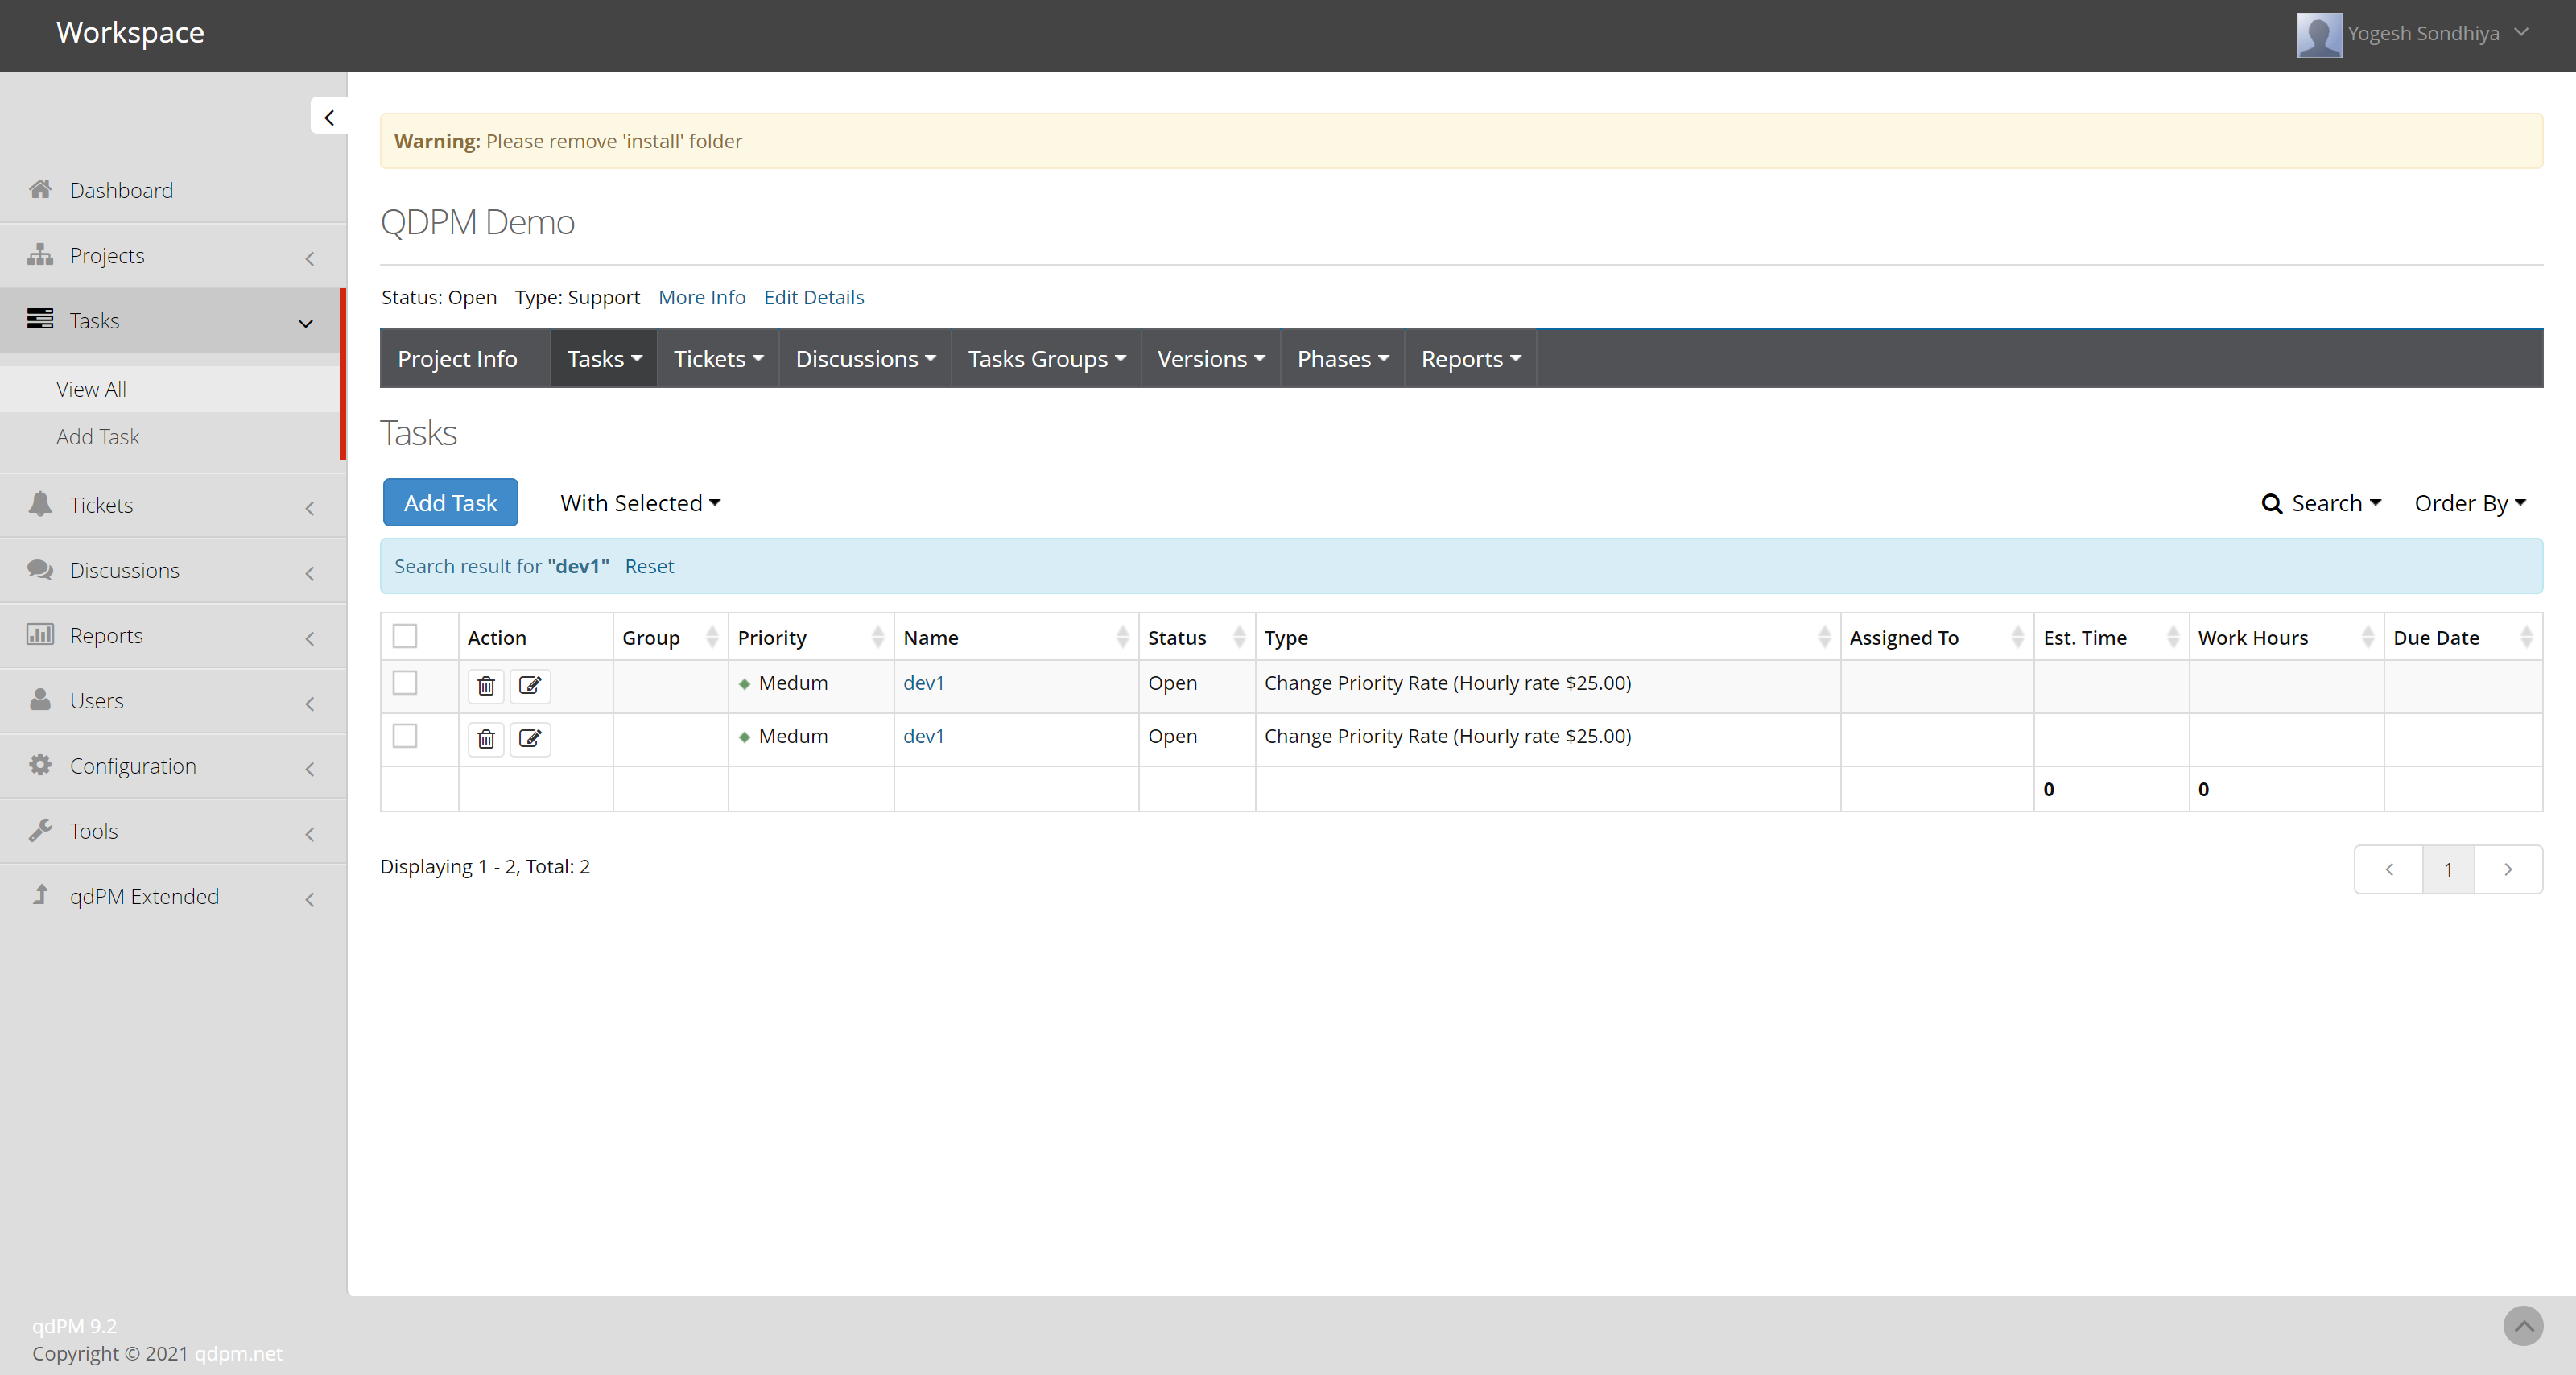 Workspace
Yogesh Sondhiya
Warning: Please remove 'install' folder
Dashboard
Projects
Tasks
View All
Add Task
Tickets
Discussions
Reports
Users
Configuration
Tools
qdPM Extended
QDPM Demo
Status: Open Type: Support More Info Edit Details
Project Info Tasks Tickets Discussions Tasks Groups Versions Phases Reports
Tasks
Add Task With Selected Search Order By
Search result for "dev1" Reset
Action Group Priority Name Status Type Assigned To Est. Time Work Hours Due Date
Medum dev1 Open Change Priority Rate (Hourly rate $25.00)
Medum dev1 Open Change Priority Rate (Hourly rate $25.00)
0 0
Displaying 1 - 2, Total: 2
1
qdPM 9.2
Copyright © 2021 qdpm.net